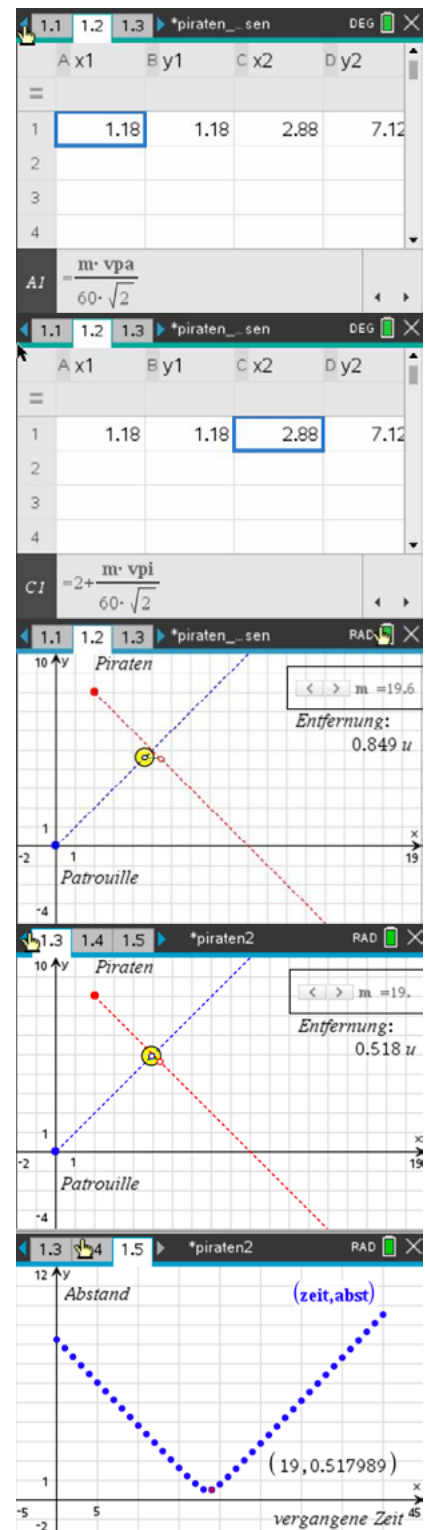 1.1 1.2 1.3 *piraten_...sen DEG
A x1 B y1 C x2 D y2
=
1 1.18 1.18 2.88 7.12
2
3
4
A1 =m· vpa
60· √2
1.1 1.2 1.3 *piraten_...sen DEG
A x1 B y1 C x2 D y2
=
1 1.18 1.18 2.88 7.12
2
3
4
C1 =2+m· vpi
60· √2
1.1 1.2 1.3 *piraten_...sen RAD
10 y Piraten
< > m =19.6
Entfernung:
0.849 u
1
x
-2 1 19
Patrouille
-4
1.3 1.4 1.5 *piraten2 RAD
10 y Piraten
< > m =19.
Entfernung:
0.518 u
1
x
-2 1 19
Patrouille
-4
1.3 1.4 1.5 *piraten2 RAD
12 y
Abstand (zeit,abst)
(19,0.517989)
1
x
-5 5 45
-2 vergangene Zeit